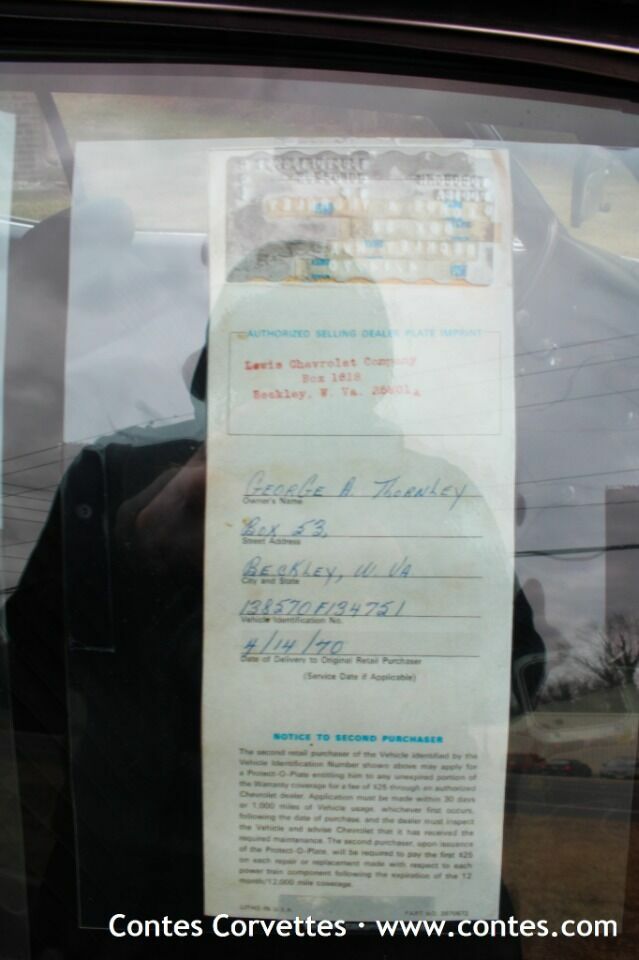 AUTHORIZED SELLING DEALER PLATE IMPRINT
Lewis Chevrolet Company
Box 1818
Beckley, W. Va.
GEORGE A. THORNLEY
Owner's Name
BOX 53,
Street Address
BECKLEY, W. VA
City and State
138570F134751
Vehicle Identification No.
4/14/70
Date of Delivery to Original Retail Purchaser
(Service Date if Applicable)
NOTICE TO SECOND PURCHASER
The second retail purchaser of the Vehicle identified by the
Vehicle Identification Number shown above may apply for
a Protect-O-Plate entitling him to any unexpired portion of
the Warranty coverage for a fee of $25 through an authorized
Chevrolet dealer. Application must be made within 30 days
or 1,000 miles of Vehicle usage, whichever first occurs,
following the date of purchase, and the dealer must inspect
the Vehicle and advise Chevrolet that it has received the
required maintenance. The second purchaser, upon issuance
of the Protect-O-Plate, will be required to pay the first $25
on each repair or replacement made with respect to each
power train component following the expiration of the 12
month/12,000 mile coverage.
LITHO IN U.S.A.
PART NO.
Contes Corvettes • www.contes.com